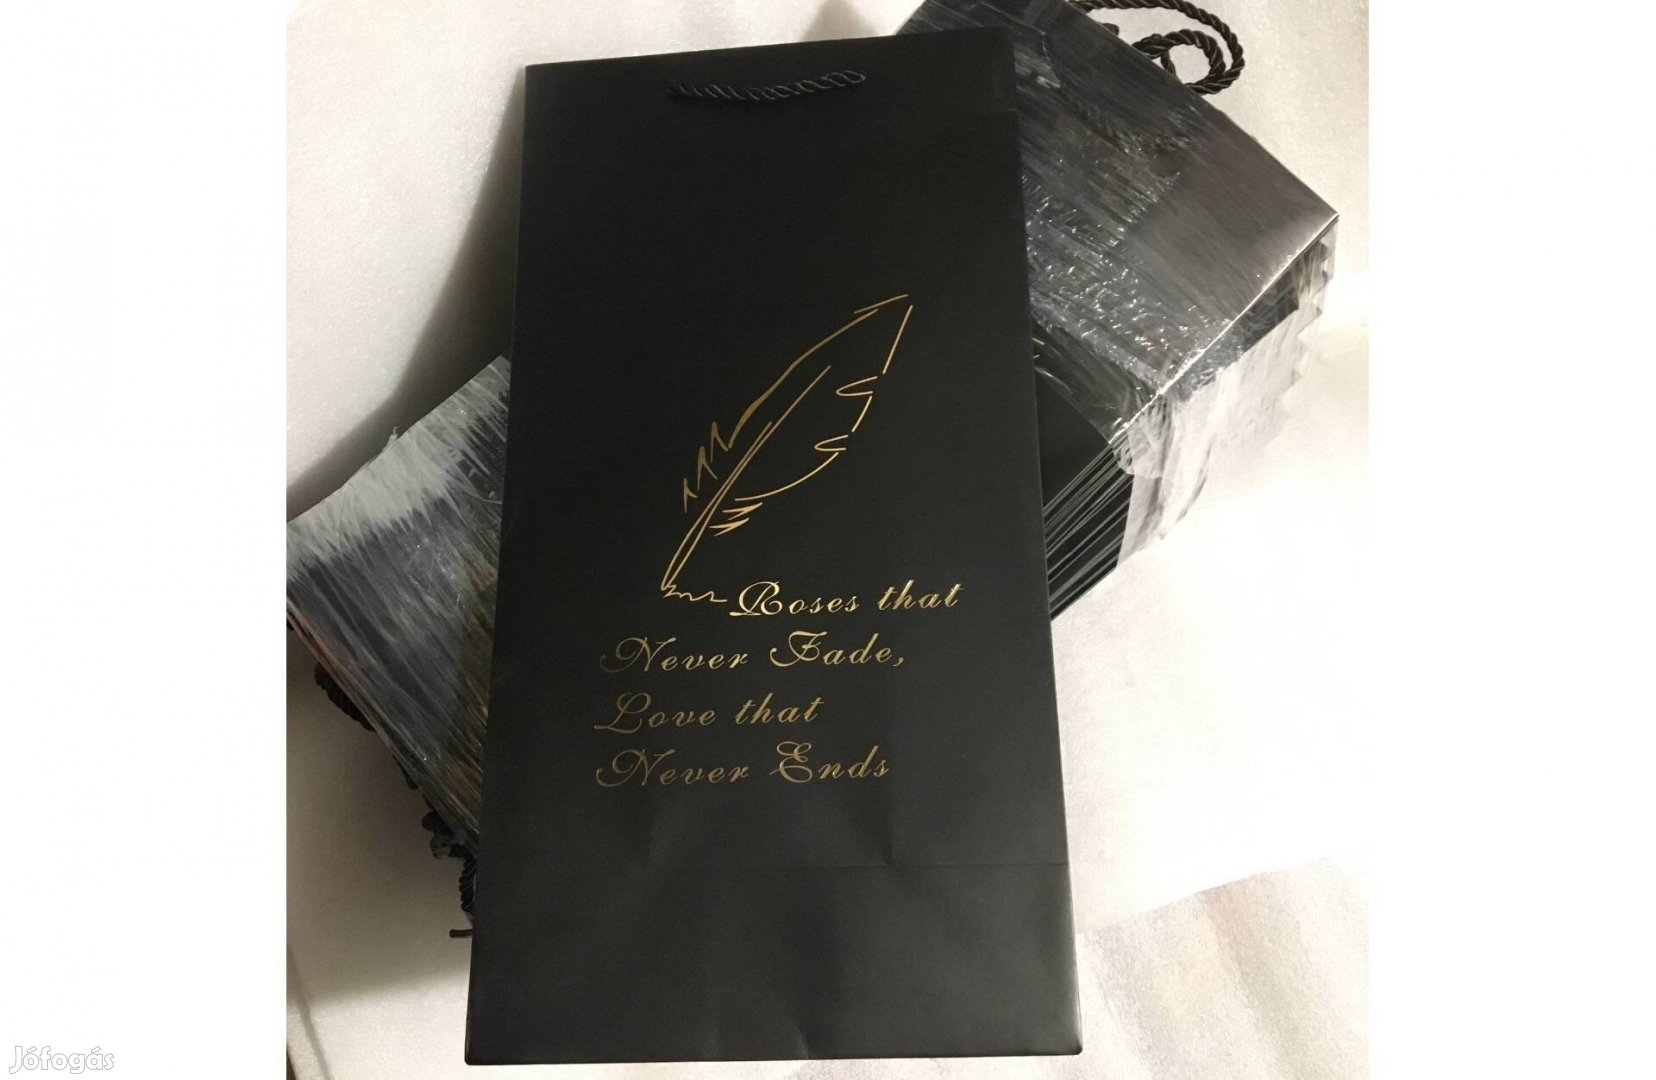 Roses that
Never Fade,
Love that
Never Ends
Jófogás